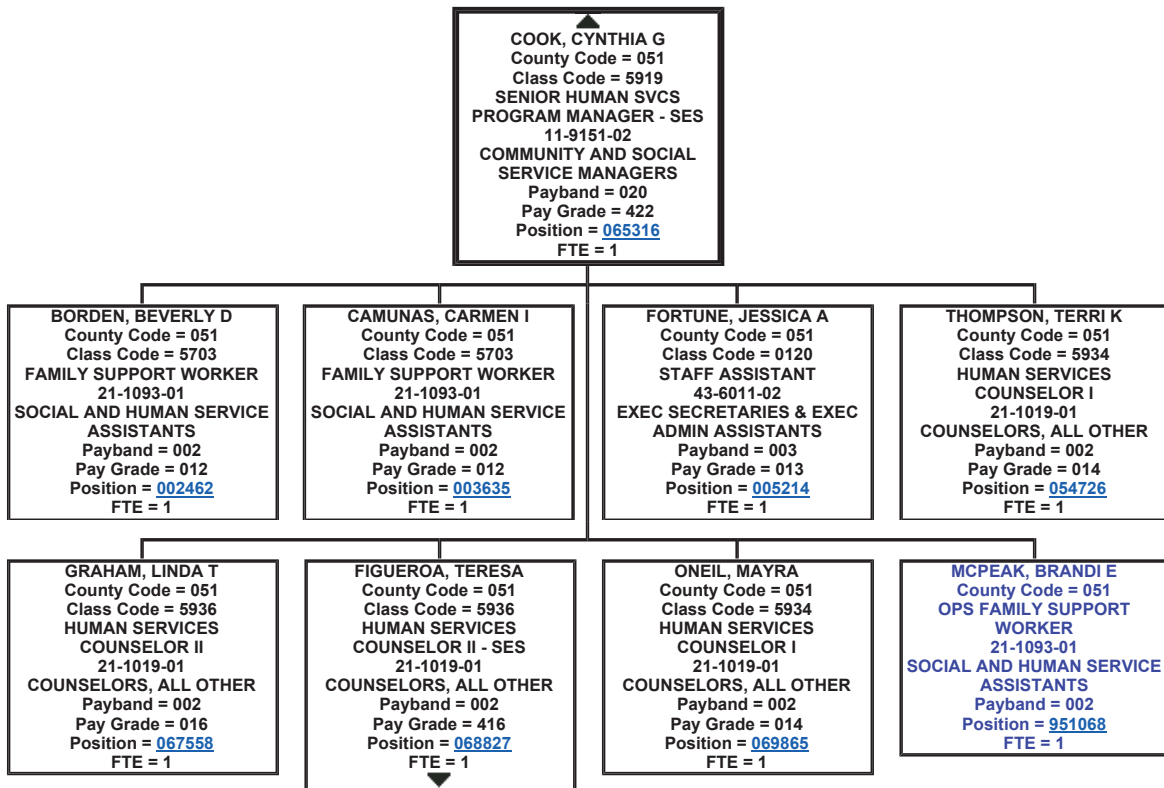 COOK, CYNTHIA G
County Code = 051
Class Code = 5919
SENIOR HUMAN SVCS
PROGRAM MANAGER - SES
11-9151-02
COMMUNITY AND SOCIAL
SERVICE MANAGERS
Payband = 020
Pay Grade = 422
Position = 065316
FTE = 1
BORDEN, BEVERLY D
County Code = 051
Class Code = 5703
FAMILY SUPPORT WORKER
21-1093-01
SOCIAL AND HUMAN SERVICE
ASSISTANTS
Payband = 002
Pay Grade = 012
Position = 002462
FTE = 1
CAMUNAS, CARMEN I
County Code = 051
Class Code = 5703
FAMILY SUPPORT WORKER
21-1093-01
SOCIAL AND HUMAN SERVICE
ASSISTANTS
Payband = 002
Pay Grade = 012
Position = 003635
FTE = 1
FORTUNE, JESSICA A
County Code = 051
Class Code = 0120
STAFF ASSISTANT
43-6011-02
EXEC SECRETARIES & EXEC
ADMIN ASSISTANTS
Payband = 003
Pay Grade = 013
Position = 005214
FTE = 1
THOMPSON, TERRI K
County Code = 051
Class Code = 5934
HUMAN SERVICES
COUNSELOR I
21-1019-01
COUNSELORS, ALL OTHER
Payband = 002
Pay Grade = 014
Position = 054726
FTE = 1
GRAHAM, LINDA T
County Code = 051
Class Code = 5936
HUMAN SERVICES
COUNSELOR II
21-1019-01
COUNSELORS, ALL OTHER
Payband = 002
Pay Grade = 016
Position = 067558
FTE = 1
FIGUEROA, TERESA
County Code = 051
Class Code = 5936
HUMAN SERVICES
COUNSELOR II - SES
21-1019-01
COUNSELORS, ALL OTHER
Payband = 002
Pay Grade = 416
Position = 068827
FTE = 1
ONEIL, MAYRA
County Code = 051
Class Code = 5934
HUMAN SERVICES
COUNSELOR I
21-1019-01
COUNSELORS, ALL OTHER
Payband = 002
Pay Grade = 014
Position = 069865
FTE = 1
MCPEAK, BRANDI E
County Code = 051
OPS FAMILY SUPPORT
WORKER
21-1093-01
SOCIAL AND HUMAN SERVICE
ASSISTANTS
Payband = 002
Position = 951068
FTE = 1